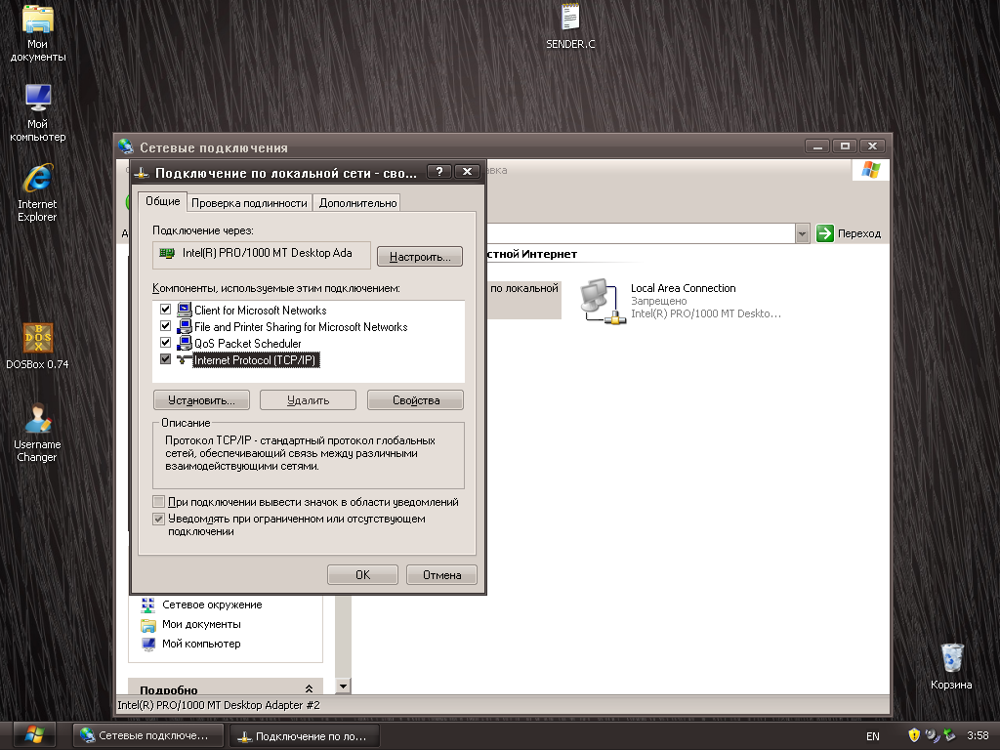 Мои
документы
SENDER.C
Мой
компьютер
Internet
Explorer
DOSBox 0.74
Username
Changer
Сетевые подключения
Подключение по локальной сети - сво...
Общие
Проверка подлинности
Дополнительно
Подключение через:
Intel(R) PRO/1000 MT Desktop Ada
Настроить...
Компоненты, используемые этим подключением:
Client for Microsoft Networks
File and Printer Sharing for Microsoft Networks
QoS Packet Scheduler
Internet Protocol (TCP/IP)
Установить...
Удалить
Свойства
Описание
Протокол TCP/IP - стандартный протокол глобальных
сетей, обеспечивающий связь между различными
взаимодействующими сетями.
При подключении вывести значок в области уведомлений
Уведомлять при ограниченном или отсутствующем
подключении
OK
Отмена
Переход
Интернет
по локальной
Local Area Connection
Запрещено
Intel(R) PRO/1000 MT Deskto...
Сетевое окружение
Мои документы
Мой компьютер
Подробно
Intel(R) PRO/1000 MT Desktop Adapter #2
Корзина
Сетевые подключе...
Подключение по ло...
EN
3:58